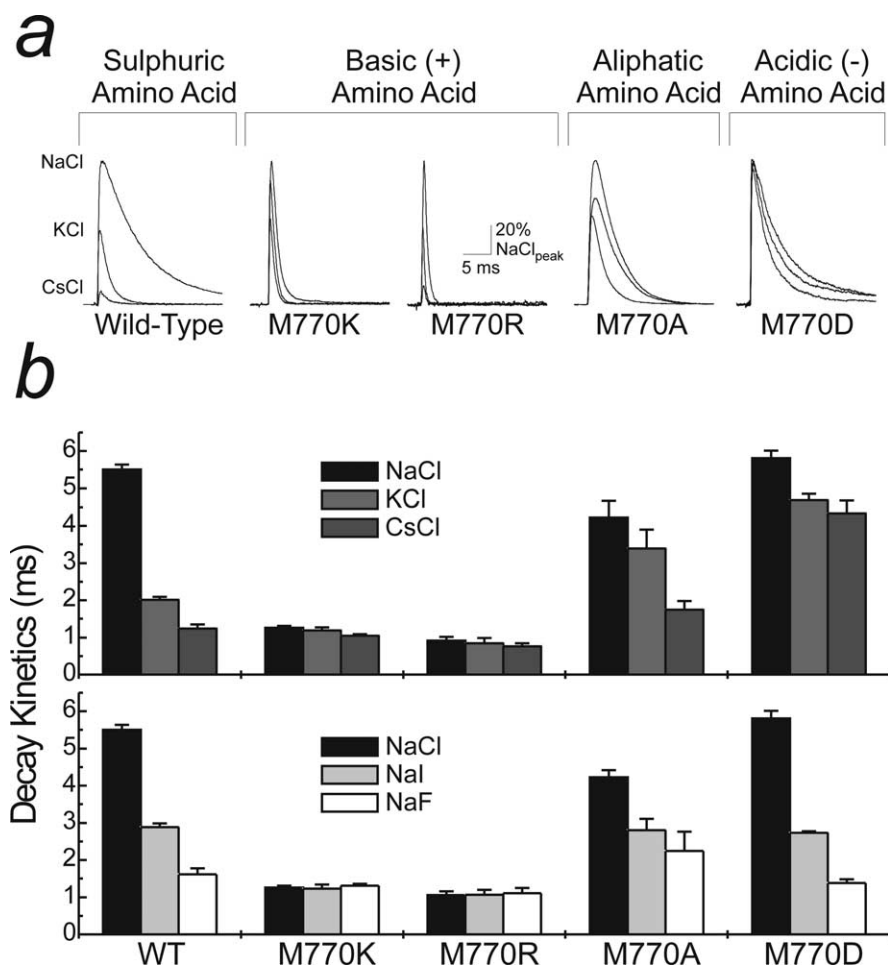 a
Sulphuric Amino Acid
Basic (+) Amino Acid
Aliphatic Amino Acid
Acidic (-) Amino Acid
NaCl
KCl
CsCl
20% NaClpeak
5 ms
Wild-Type
M770K
M770R
M770A
M770D
b
Decay Kinetics (ms)
6
5
4
3
2
1
0
NaCl
KCl
CsCl
6
5
4
3
2
1
0
NaCl
NaI
NaF
WT
M770K
M770R
M770A
M770D